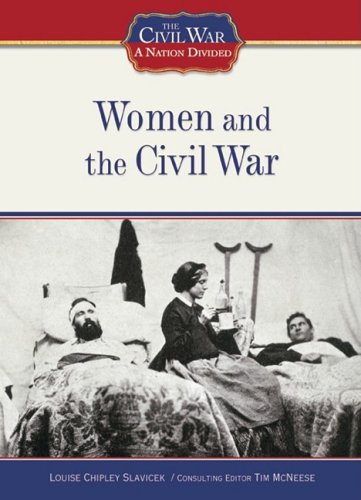 THE
CIVIL WAR
A NATION DIVIDED
Women and
the Civil War
LOUISE CHIPLEY SLAVICEK / CONSULTING EDITOR TIM MCNEESE